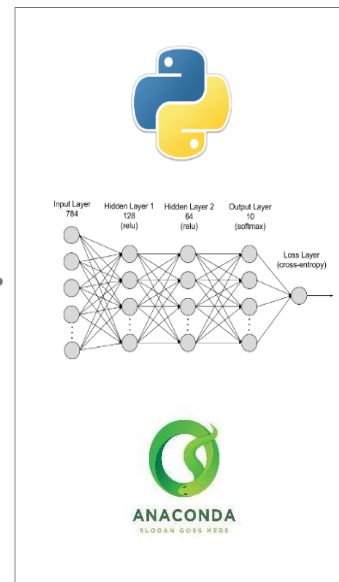 Input Layer
784
Hidden Layer 1
128
(relu)
Hidden Layer 2
64
(relu)
Output Layer
10
(softmax)
Loss Layer
(cross-entropy)
ANACONDA
SLOGAN GOES HERE